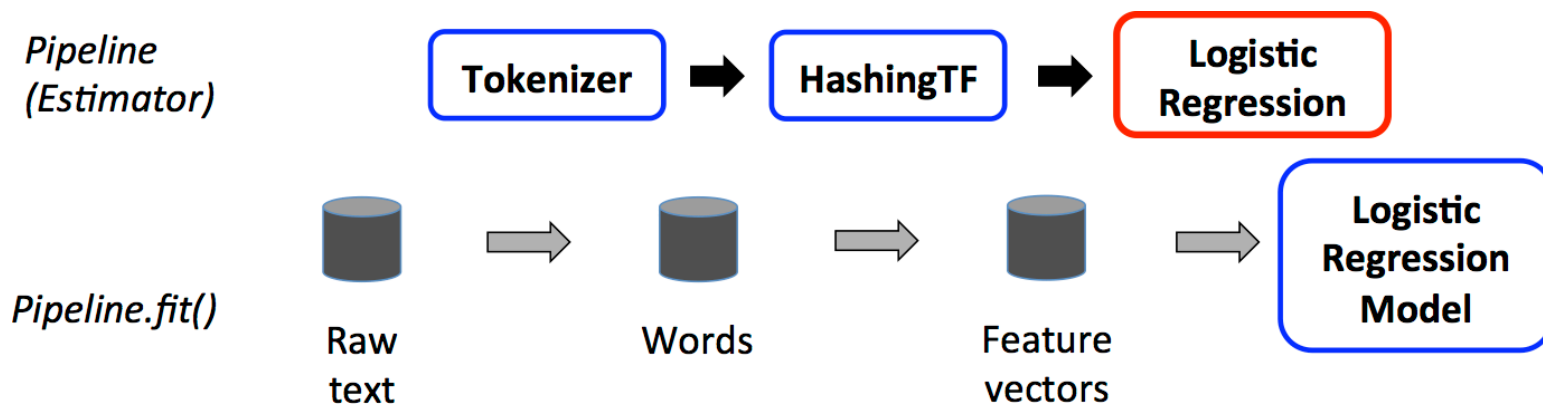 Pipeline
(Estimator)
Tokenizer
HashingTF
Logistic
Regression
Pipeline.fit()
Raw
text
Words
Feature
vectors
Logistic
Regression
Model